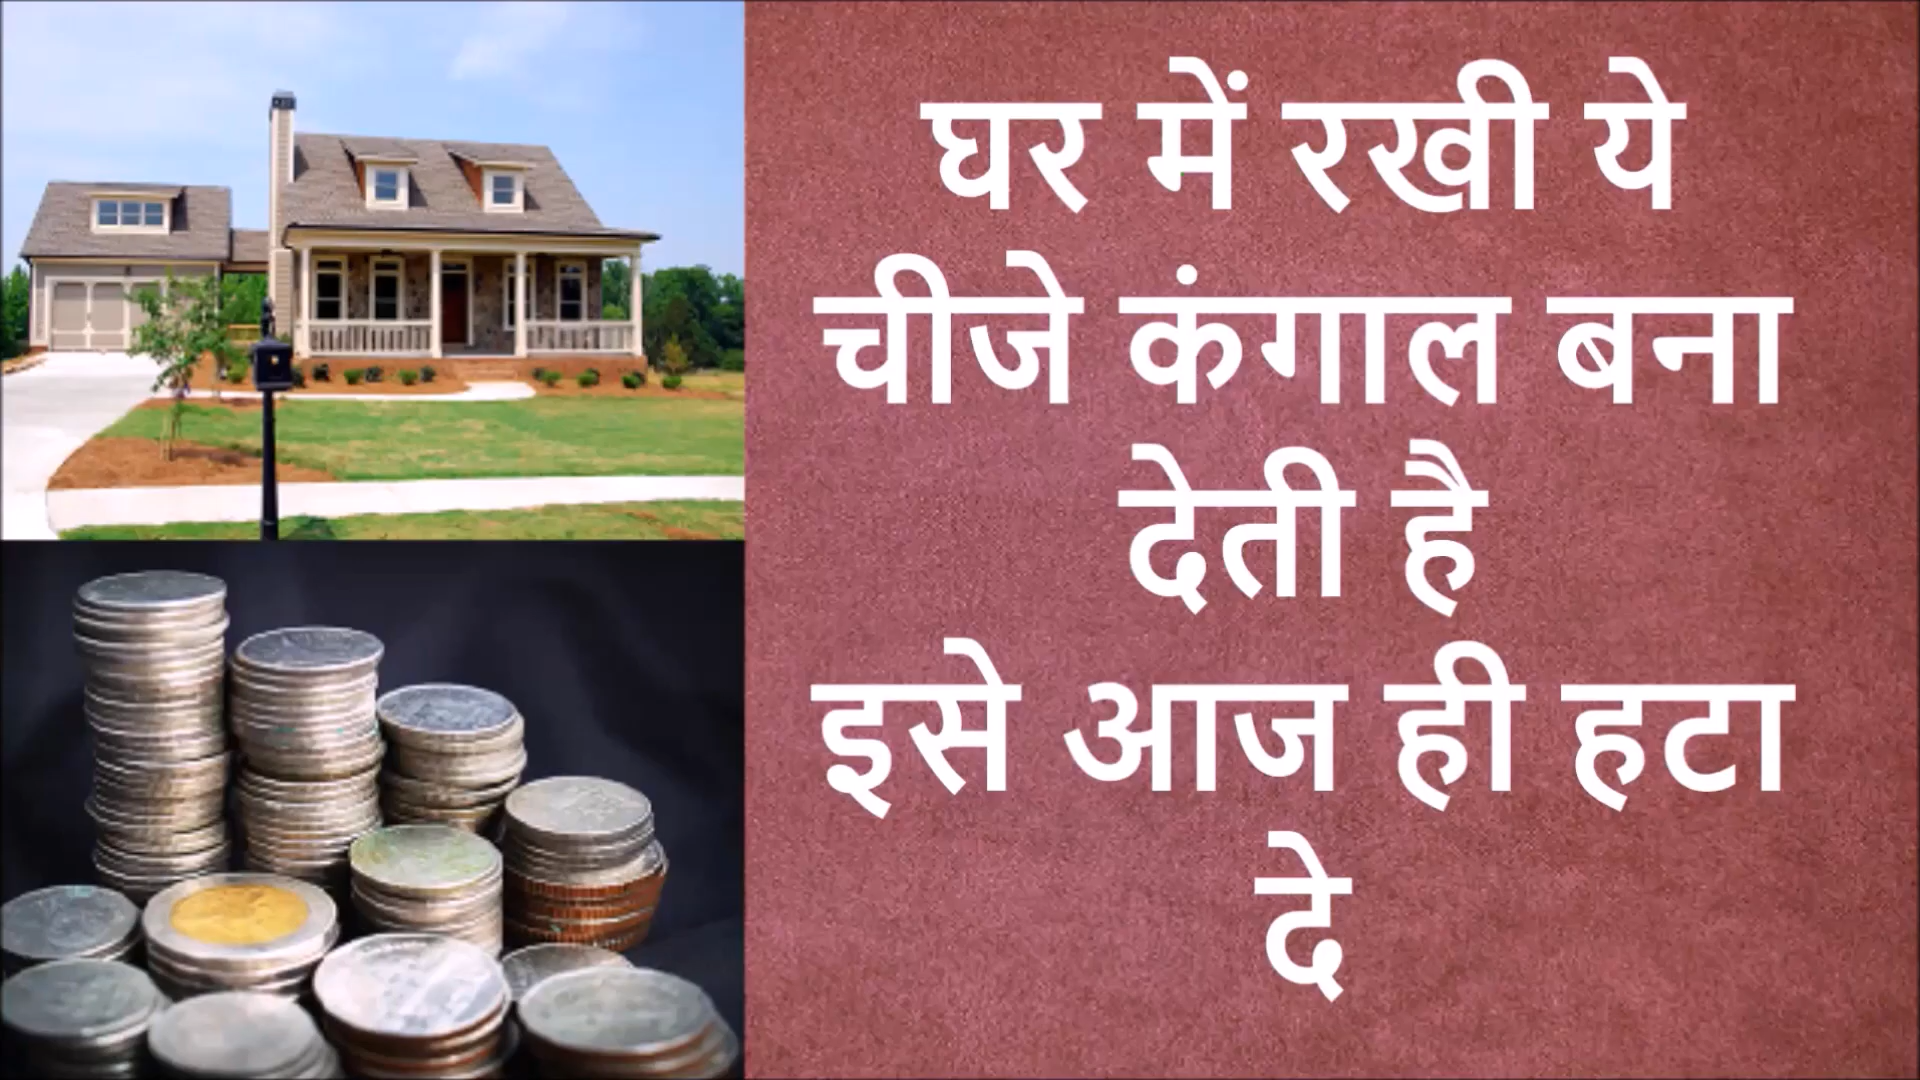 घर में रखी ये
चीजे कंगाल बना
देती है
इसे आज ही हटा
दे